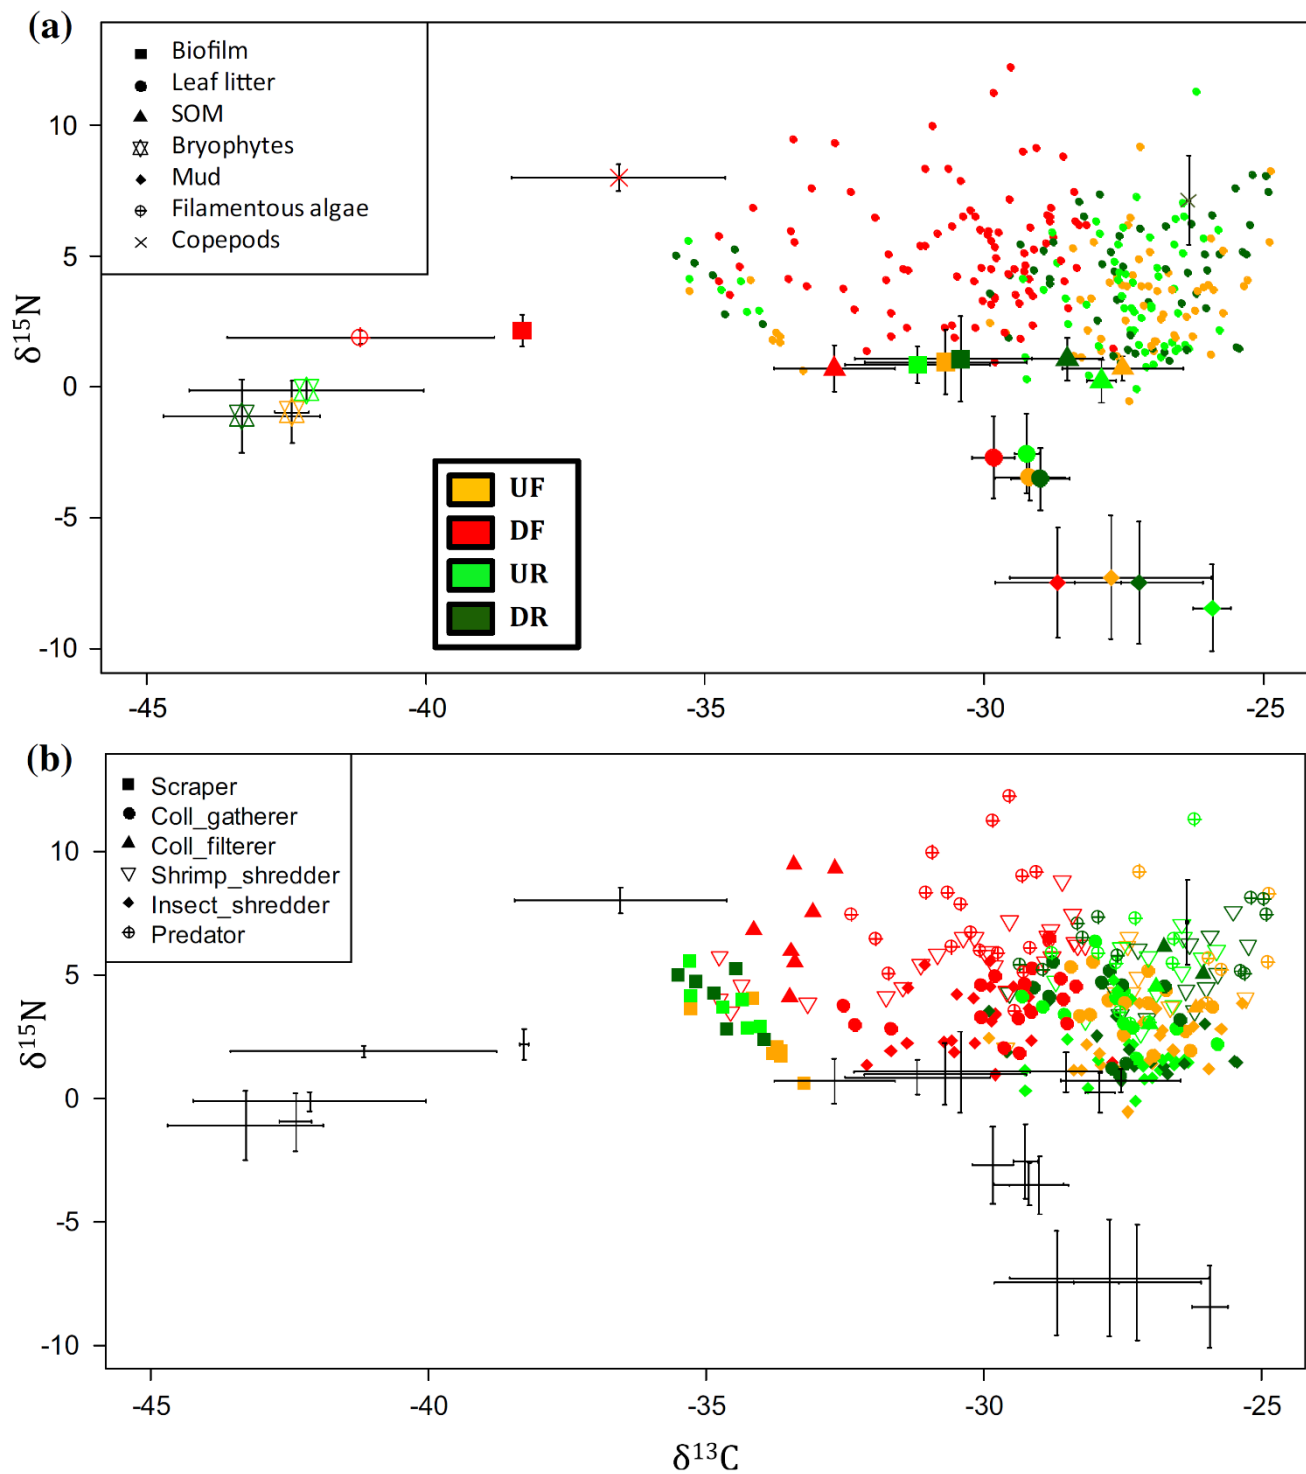 (a)
Biofilm
Leaf litter
SOM
Bryophytes
Mud
Filamentous algae
Copepods
10
5
0
-5
-10
δ¹⁵N
UF
DF
UR
DR
-45 -40 -35 -30 -25
(b)
Scraper
Coll_gatherer
Coll_filterer
Shrimp_shredder
Insect_shredder
Predator
10
5
0
-5
-10
δ¹⁵N
-45 -40 -35 -30 -25
δ¹³C